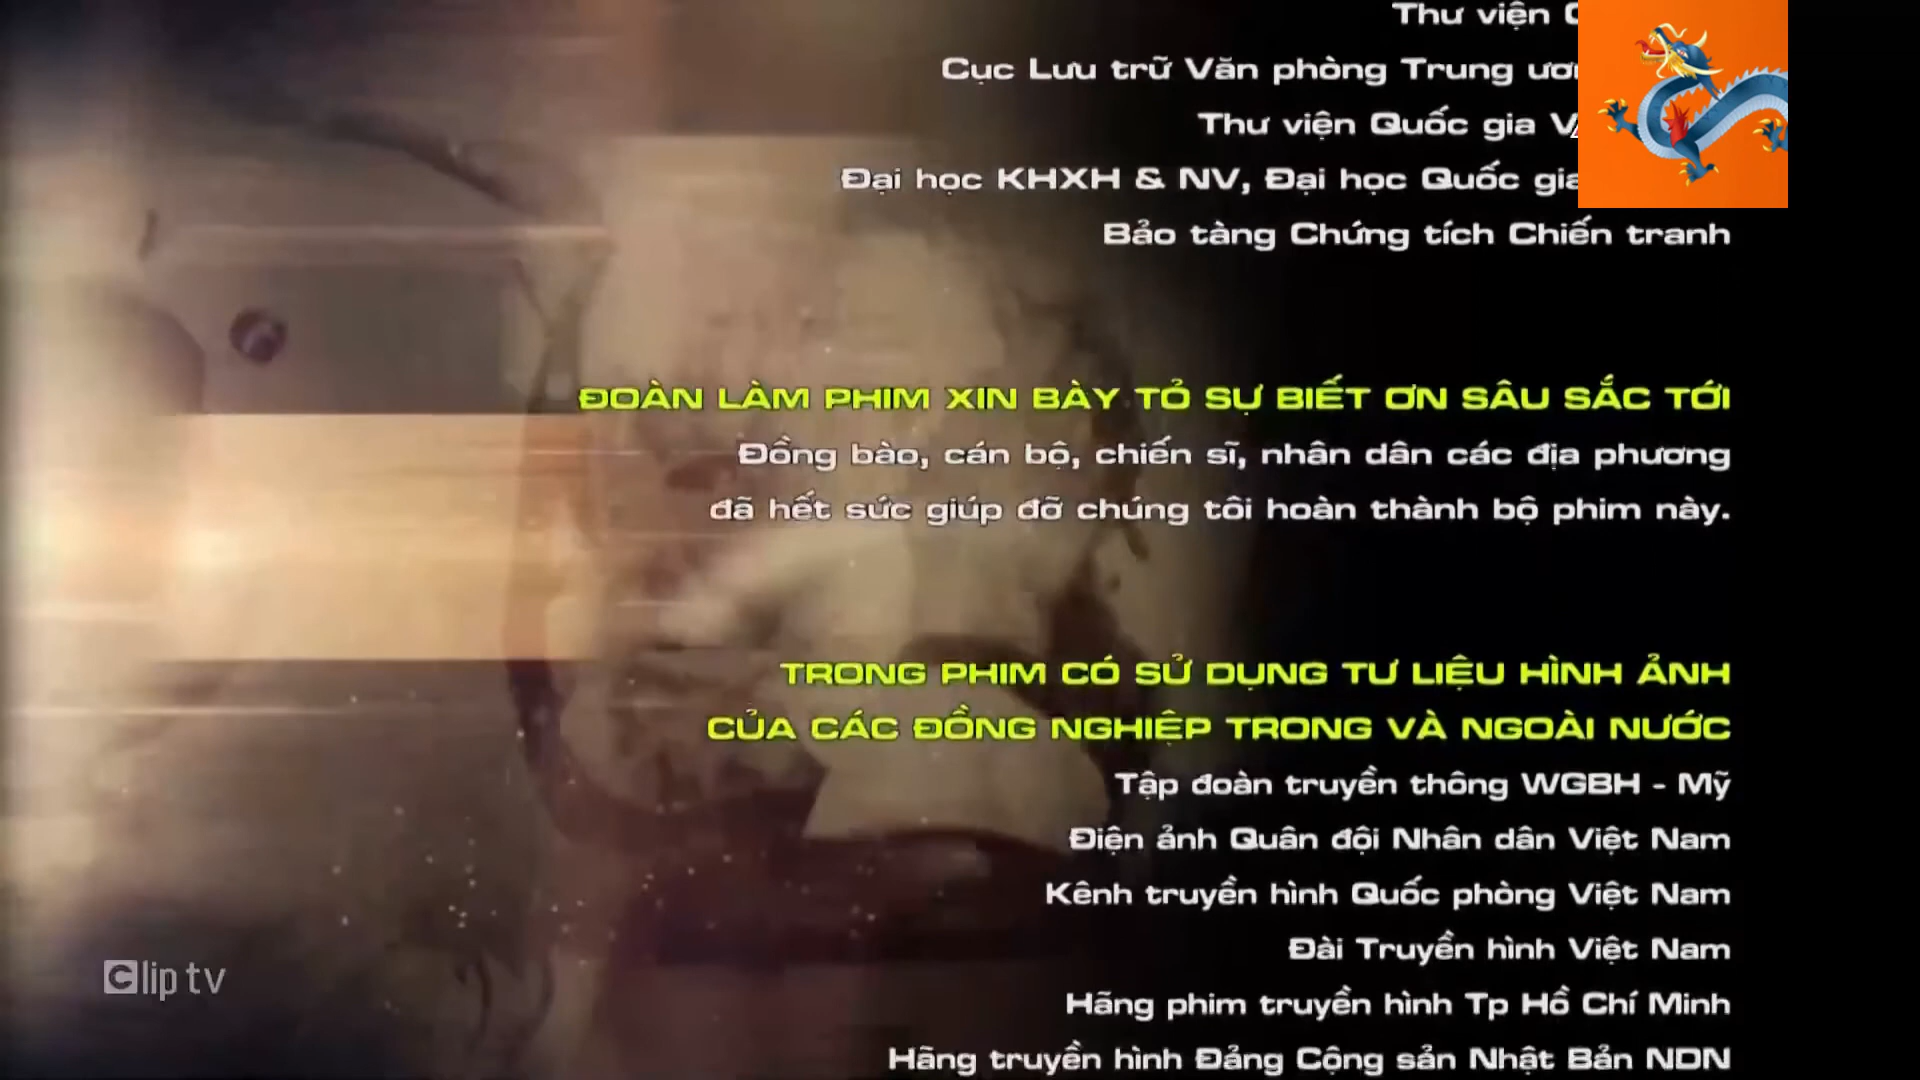 Thư viện
Cục Lưu trữ Văn phòng Trung
Thư viện Quốc gia
Đại học KHXH & NV, Đại học Quốc gia
Bảo tàng Chứng tích Chiến tranh
ĐOÀN LÀM PHIM XIN BÀY TỎ SỰ BIẾT ƠN SÂU SẮC TỚI
Đồng bào, cán bộ, chiến sĩ, nhân dân các địa phương
đã hết sức giúp đỡ chúng tôi hoàn thành bộ phim này.
TRONG PHIM CÓ SỬ DỤNG TƯ LIỆU HÌNH ẢNH
CỦA CÁC ĐỒNG NGHIỆP TRONG VÀ NGOÀI NƯỚC
Tập đoàn truyền thông WGBH - Mỹ
Điện ảnh Quân đội Nhân dân Việt Nam
Kênh truyền hình Quốc phòng Việt Nam
Đài Truyền hình Việt Nam
Clip tv
Hãng phim truyền hình Tp Hồ Chí Minh
Hãng truyền hình Đảng Cộng sản Nhật Bản NDN